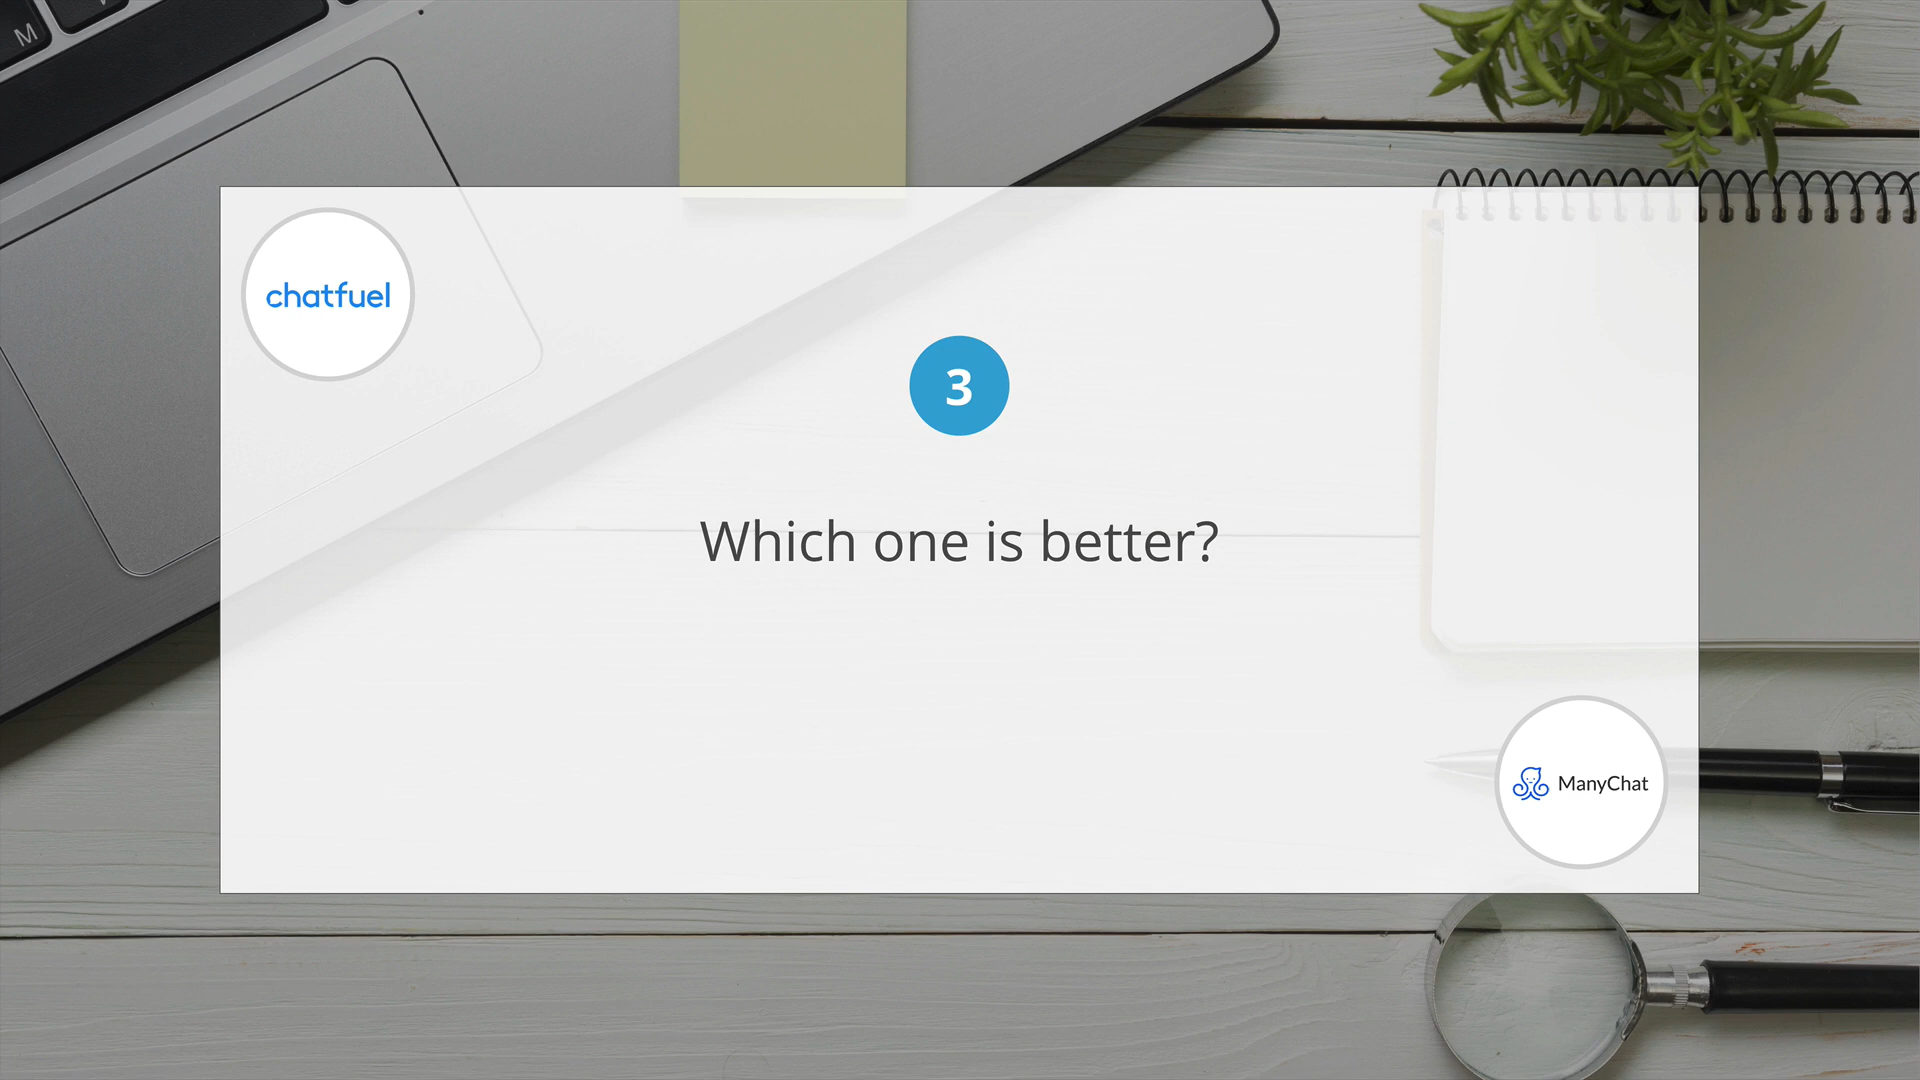 M
chatfuel
3
Which one is better?
ManyChat